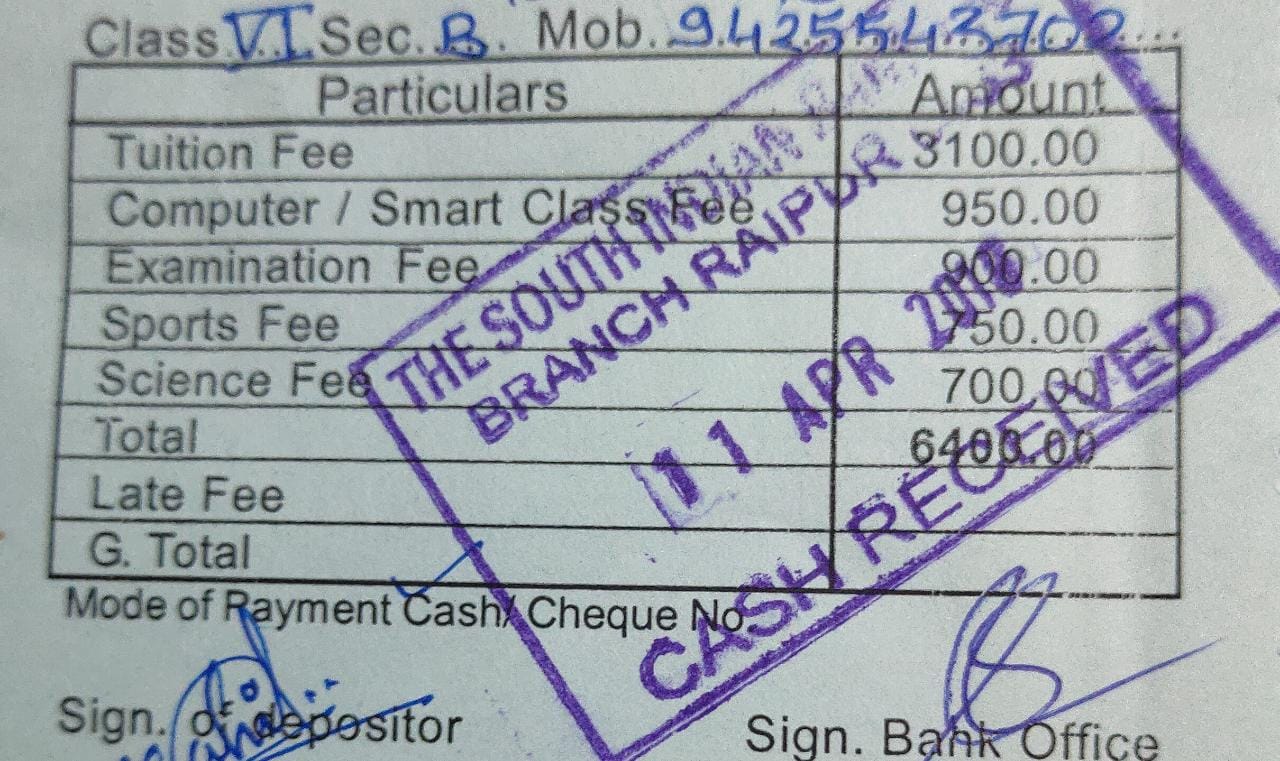 Class VI Sec. B. Mob. 9425543702
Particulars Amount
Tuition Fee 3100.00
Computer / Smart Class Fee 950.00
Examination Fee 900.00
Sports Fee 750.00
Science Fee 700.00
Total 6400.00
Late Fee
G. Total
Mode of Payment Cash/ Cheque No.
Sign. of depositor Sign. Bank Office
THE SOUTH INDIAN
BRANCH RAIPUR
11 APR
CASH RECEIVED